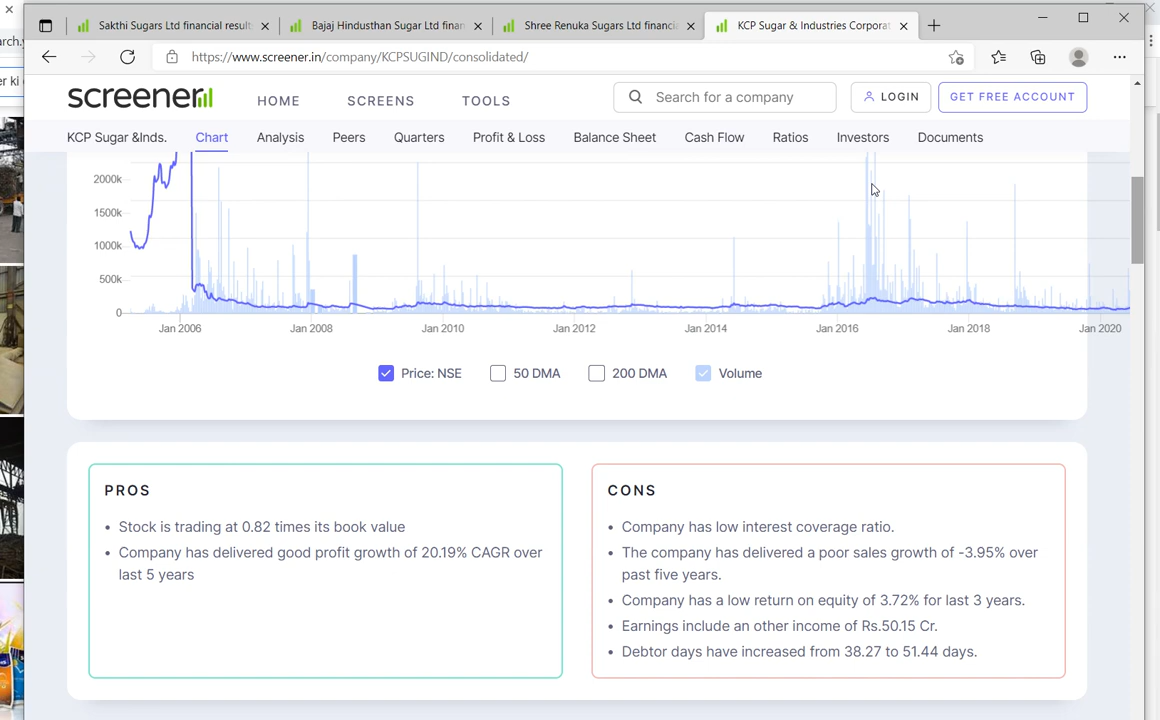 Sakthi Sugars Ltd financial result
Bajaj Hindusthan Sugar Ltd finan
Shree Renuka Sugars Ltd financia
KCP Sugar & Industries Corporat
arch.y
https://www.screener.in/company/KCPSUGIND/consolidated/
er ki
screener
HOME
SCREENS
TOOLS
Search for a company
LOGIN
GET FREE ACCOUNT
KCP Sugar &Inds.
Chart
Analysis
Peers
Quarters
Profit & Loss
Balance Sheet
Cash Flow
Ratios
Investors
Documents
2000k
1500k
1000k
500k
0
Jan 2006
Jan 2008
Jan 2010
Jan 2012
Jan 2014
Jan 2016
Jan 2018
Jan 2020
Price: NSE
50 DMA
200 DMA
Volume
PROS
Stock is trading at 0.82 times its book value
Company has delivered good profit growth of 20.19% CAGR over
last 5 years
CONS
Company has low interest coverage ratio.
The company has delivered a poor sales growth of -3.95% over
past five years.
Company has a low return on equity of 3.72% for last 3 years.
Earnings include an other income of Rs.50.15 Cr.
Debtor days have increased from 38.27 to 51.44 days.